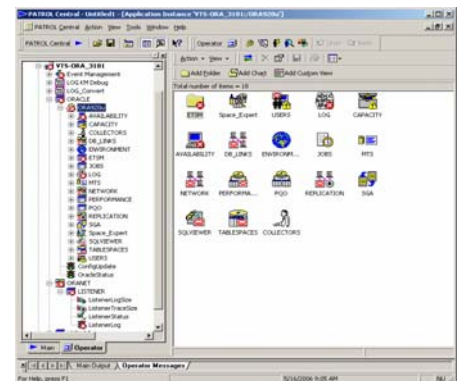 PATROL Central - Untitled1 - [Application Instance 'VTS-ORA_3181:/ORA920u']
PATROL Central Action View Tools Window Help
PATROL Central
Operator
VTS-ORA_3181
Event Management
LOG KM Debug
LOG_Convert
ORACLE
ORA920u
AVAILABILITY
CAPACITY
COLLECTORS
DB_LINKS
ENVIRONMENT
ETSM
JOBS
LOG
MTS
NETWORK
PERFORMANCE
PQO
REPLICATION
SGA
Space_Expert
SQLVIEWER
TABLESPACES
USERS
ConfigUpdate
OracleStatus
ORANET
LISTENER
ListenerLogSize
ListenerTraceSize
ListenerStatus
ListenerLog
Main Operator
Action View
Add Folder Add Chart Add Custom View
Total number of items = 18
ETSM Space_Expert USERS LOG CAPACITY
AVAILABILITY DB_LINKS ENVIRONM... JOBS MTS
NETWORK PERFORMA... PQO REPLICATION SGA
SQLVIEWER TABLESPACES COLLECTORS
Main Output Operator Messages
For Help, press F1
5/16/2006 9:05 AM